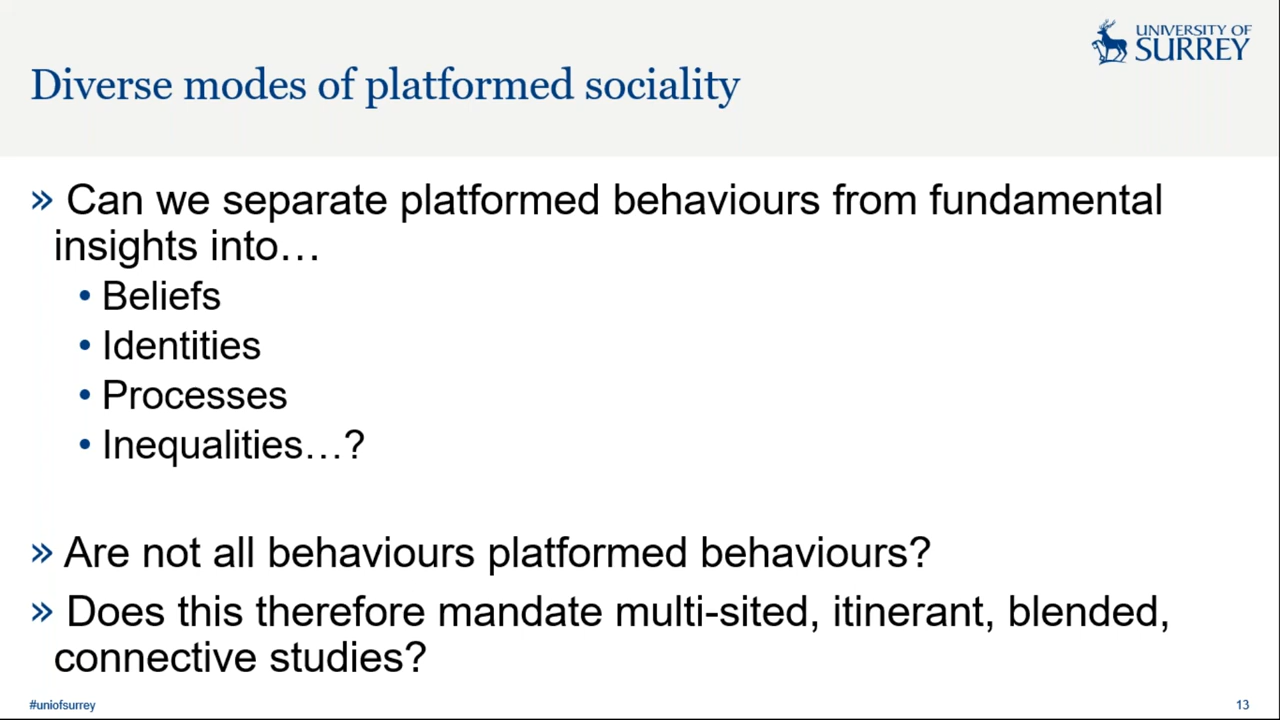 UNIVERSITY OF
SURREY
Diverse modes of platformed sociality
» Can we separate platformed behaviours from fundamental
insights into…
• Beliefs
• Identities
• Processes
• Inequalities…?
» Are not all behaviours platformed behaviours?
» Does this therefore mandate multi-sited, itinerant, blended,
connective studies?
#uniofsurrey
13